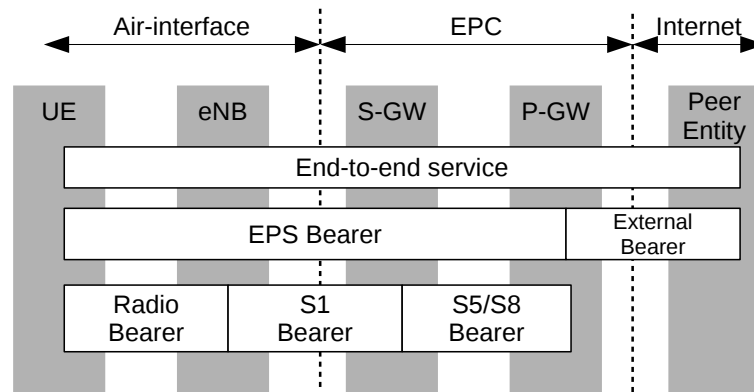 Air-interface
EPC
Internet
UE
eNB
S-GW
P-GW
Peer
Entity
End-to-end service
EPS Bearer
External
Bearer
Radio
Bearer
S1
Bearer
S5/S8
Bearer